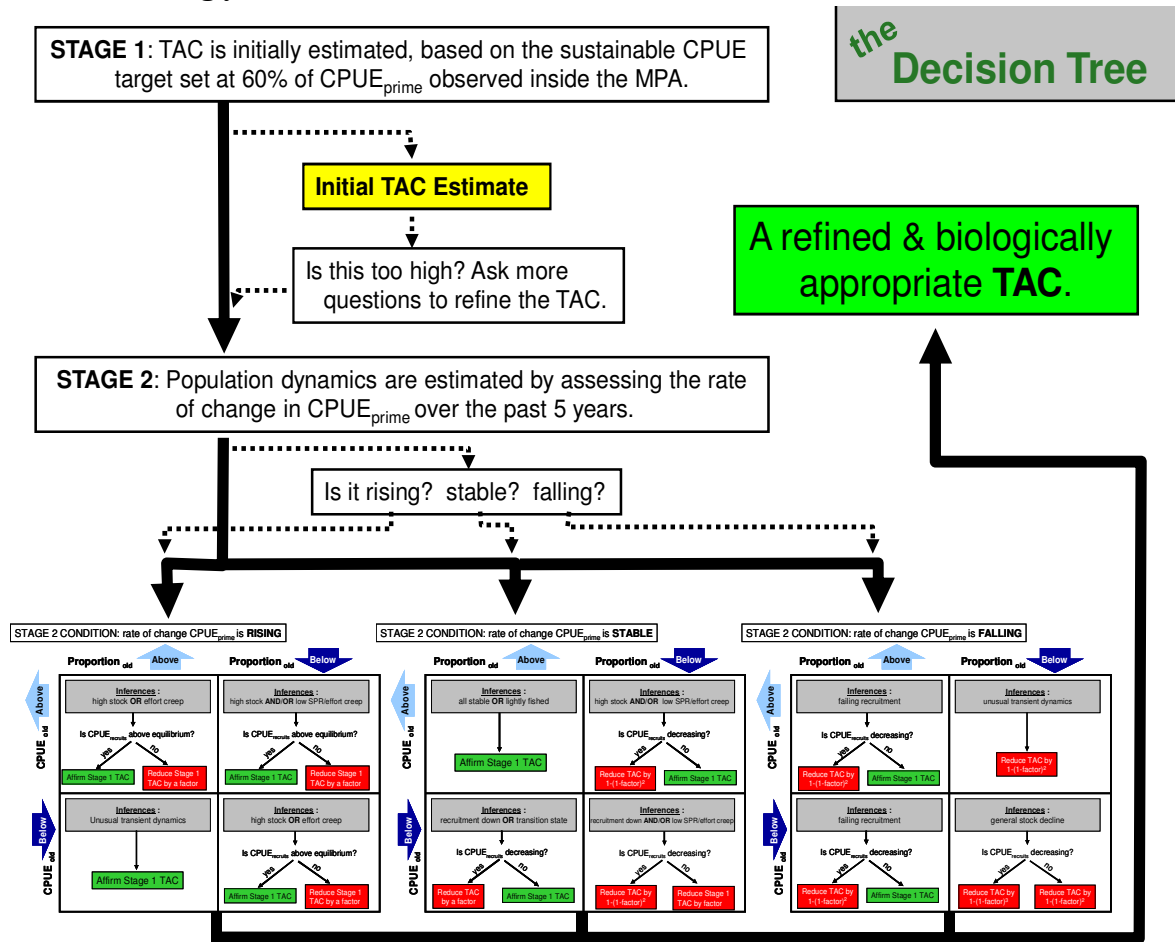 the
Decision Tree
STAGE 1: TAC is initially estimated, based on the sustainable CPUE
target set at 60% of CPUEprime observed inside the MPA.
Initial TAC Estimate
Is this too high? Ask more
questions to refine the TAC.
A refined & biologically
appropriate TAC.
STAGE 2: Population dynamics are estimated by assessing the rate
of change in CPUEprime over the past 5 years.
Is it rising? stable? falling?
STAGE 2 CONDITION: rate of change CPUEprime is RISING
Proportion old
Above
Proportion old
Below
Above
CPUE old
Inferences :
high stock OR effort creep
Is CPUErecruits above equilibrium?
yes
no
Affirm Stage 1 TAC
Reduce Stage 1
TAC by a factor
Inferences :
high stock AND/OR low SPR/effort creep
Is CPUErecruits above equilibrium?
yes
no
Affirm Stage 1 TAC
Reduce Stage 1
TAC by a factor
Below
CPUE old
Inferences :
Unusual transient dynamics
Affirm Stage 1 TAC
Inferences :
high stock OR effort creep
Is CPUErecruits above equilibrium?
yes
no
Affirm Stage 1 TAC
Reduce Stage 1
TAC by a factor
STAGE 2 CONDITION: rate of change CPUEprime is STABLE
Proportion old
Above
Proportion old
Below
Above
CPUE old
Inferences :
all stable OR lightly fished
Affirm Stage 1 TAC
Inferences :
high stock AND/OR low SPR/effort creep
Is CPUErecruits decreasing?
yes
no
Reduce TAC by
1-(1-factor)²
Affirm Stage 1 TAC
Below
CPUE old
Inferences :
recruitment down OR transition state
Is CPUErecruits decreasing?
yes
no
Reduce TAC
by a factor
Affirm Stage 1 TAC
Inferences :
recruitment down AND/OR low SPR/effort creep
Is CPUErecruits decreasing?
yes
no
Reduce TAC by
1-(1-factor)²
Reduce Stage 1
TAC by a factor
STAGE 2 CONDITION: rate of change CPUEprime is FALLING
Proportion old
Above
Proportion old
Below
Above
CPUE old
Inferences :
failing recruitment
Is CPUErecruits decreasing?
yes
no
Reduce TAC by
1-(1-factor)²
Affirm Stage 1 TAC
Inferences :
unusual transient dynamics
Reduce TAC by
1-(1-factor)²
Below
CPUE old
Inferences :
failing recruitment
Is CPUErecruits decreasing?
yes
no
Reduce TAC by
1-(1-factor)²
Affirm Stage 1 TAC
Inferences :
general stock decline
Is CPUErecruits decreasing?
yes
no
Reduce TAC by
1-(1-factor)³
Reduce TAC by
1-(1-factor)²